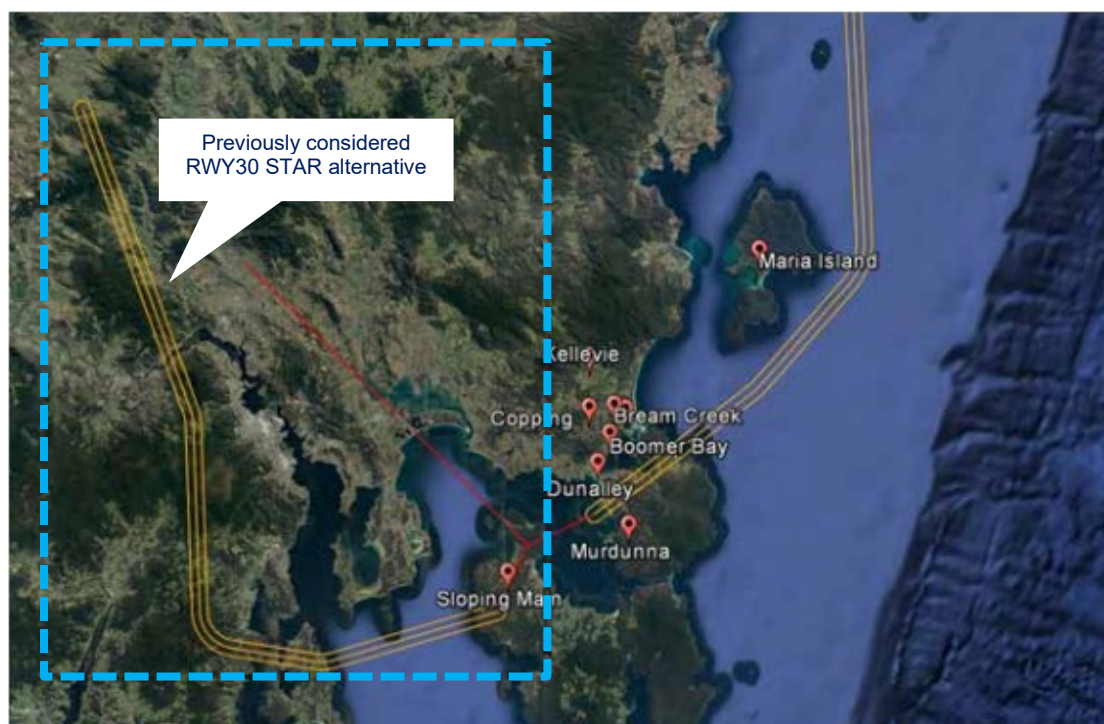 Previously considered
RWY30 STAR alternative
Maria Island
Kellevie
Copping
Bream Creek
Boomer Bay
Dunalley
Murdunna
Sloping Main